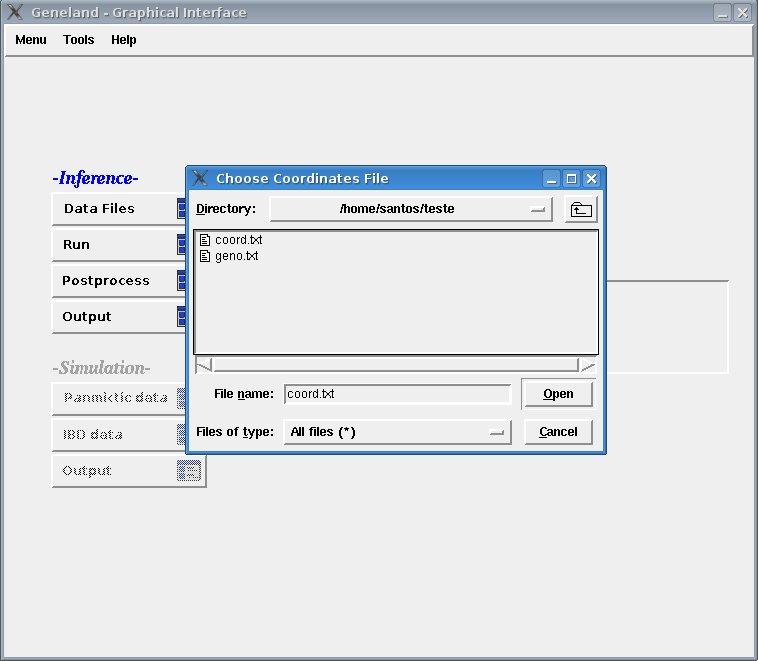 Geneland - Graphical Interface
Menu Tools Help
-Inference-
Data Files
Run
Postprocess
Output
-Simulation-
Panmictic data
IBD data
Output
Choose Coordinates File
Directory: /home/santos/teste
coord.txt
geno.txt
File name: coord.txt Open
Files of type: All files (*) Cancel